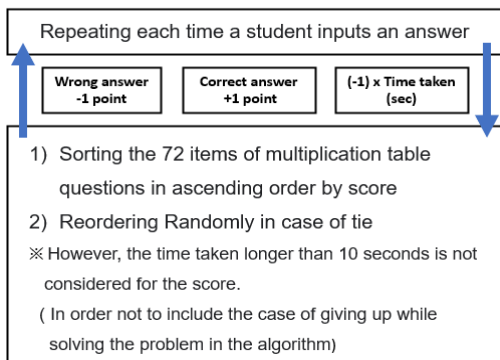 Repeating each time a student inputs an answer
Wrong answer
-1 point
Correct answer
+1 point
(-1) x Time taken
(sec)
1) Sorting the 72 items of multiplication table
questions in ascending order by score
2) Reordering Randomly in case of tie
※ However, the time taken longer than 10 seconds is not
considered for the score.
( In order not to include the case of giving up while
solving the problem in the algorithm)